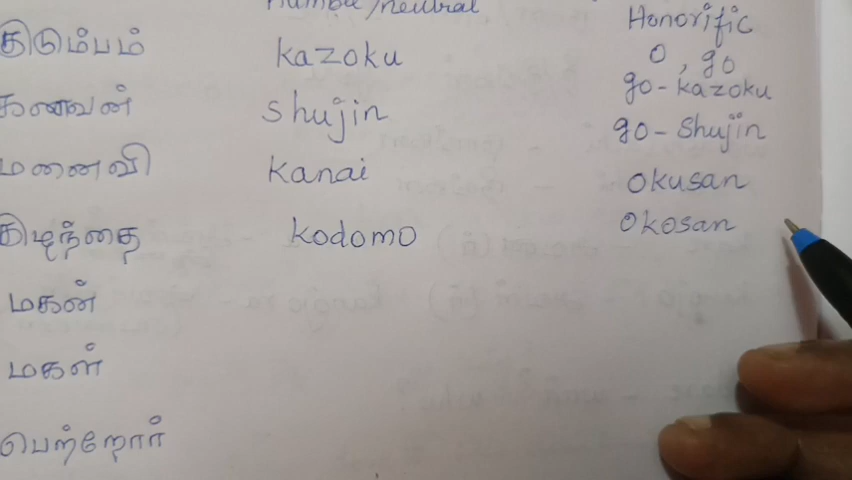 Humble/neutral Honorific
குடும்பம் kazoku o, go
go-kazoku
கணவன் shujin go-shujin
மனைவி kanai okusan
குழந்தை kodomo okosan
மகன்
மகள்
பெற்றோர்